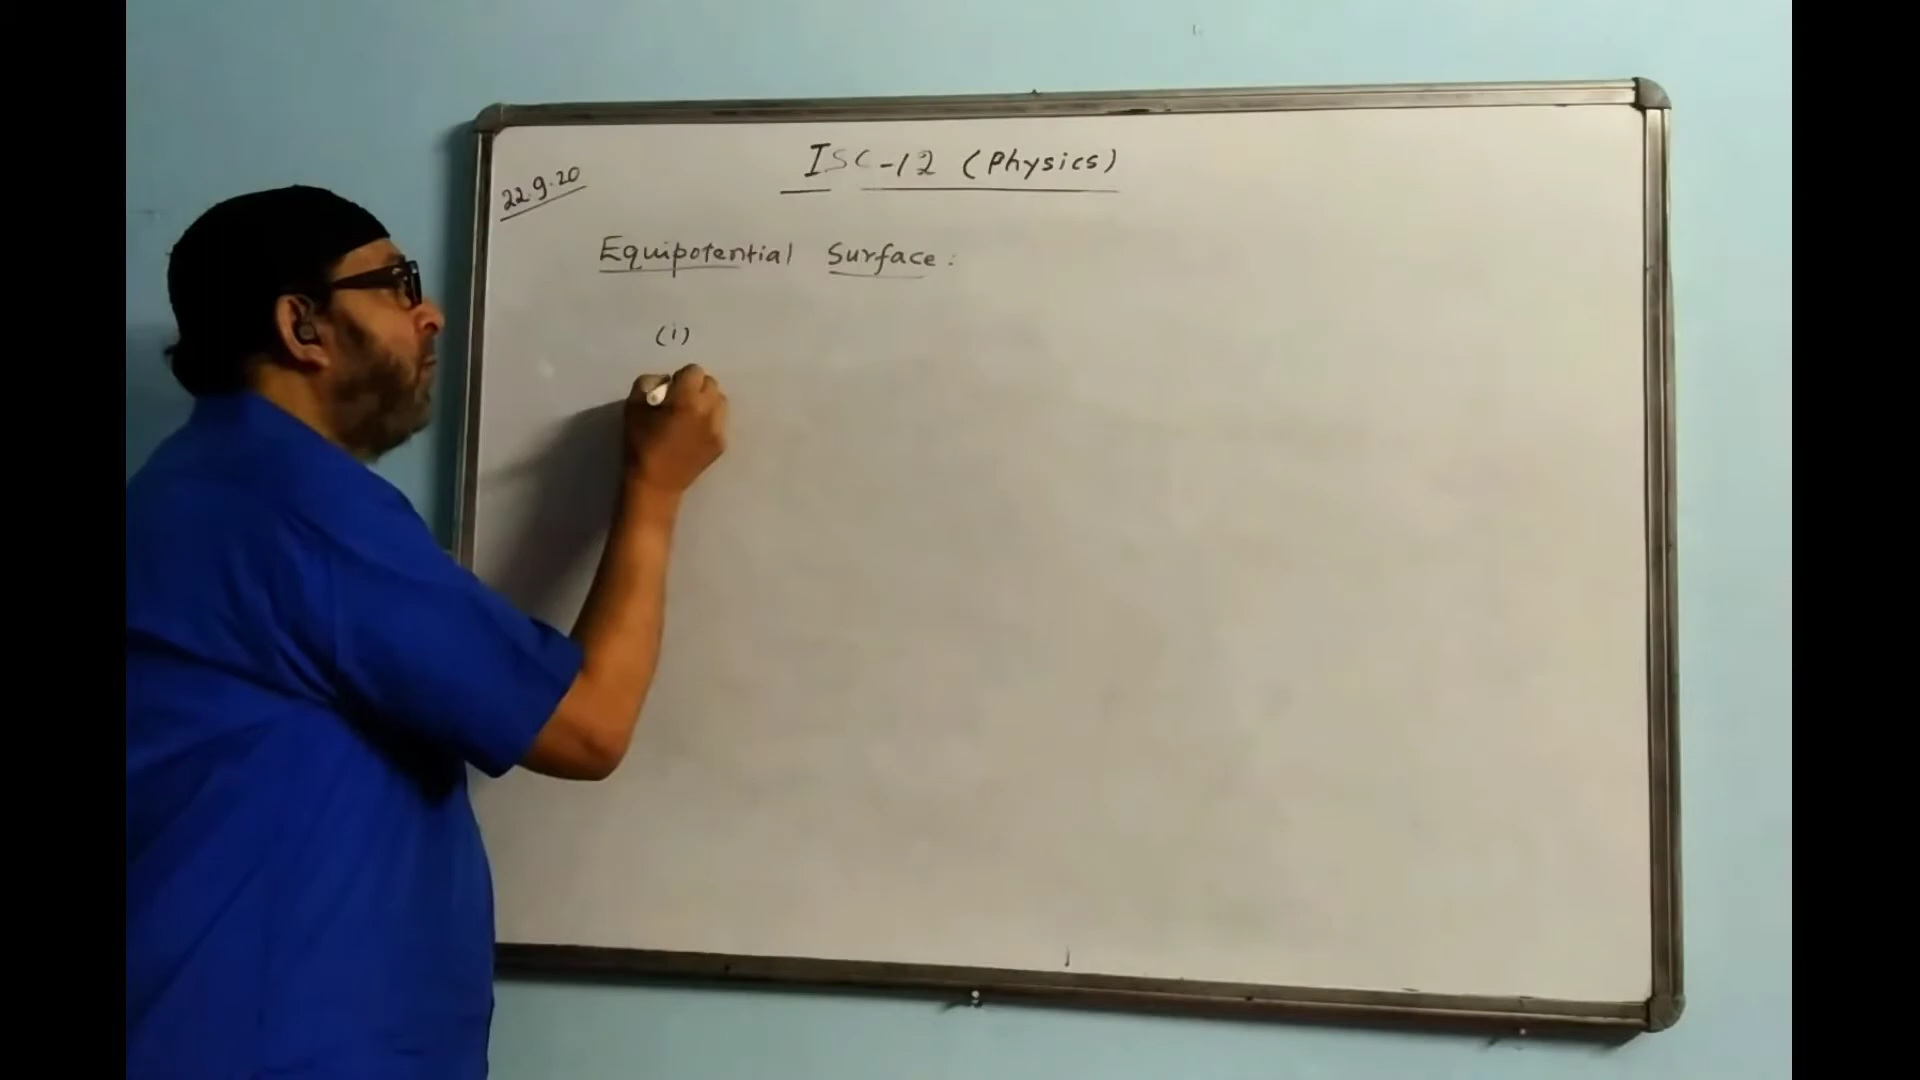 ISC-12 (Physics)
22.9.20
Equipotential Surface:
(i)